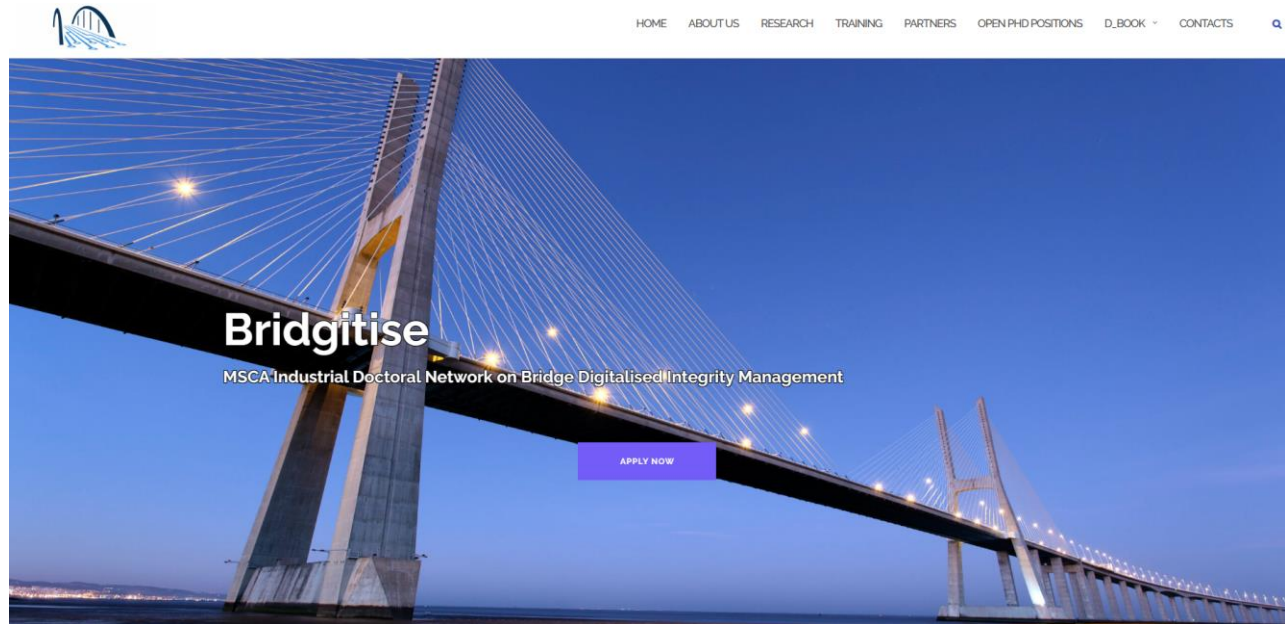 HOME ABOUT US RESEARCH TRAINING PARTNERS OPEN PHD POSITIONS D_BOOK CONTACTS
Bridgitise
MSCA Industrial Doctoral Network on Bridge Digitalised Integrity Management
APPLY NOW